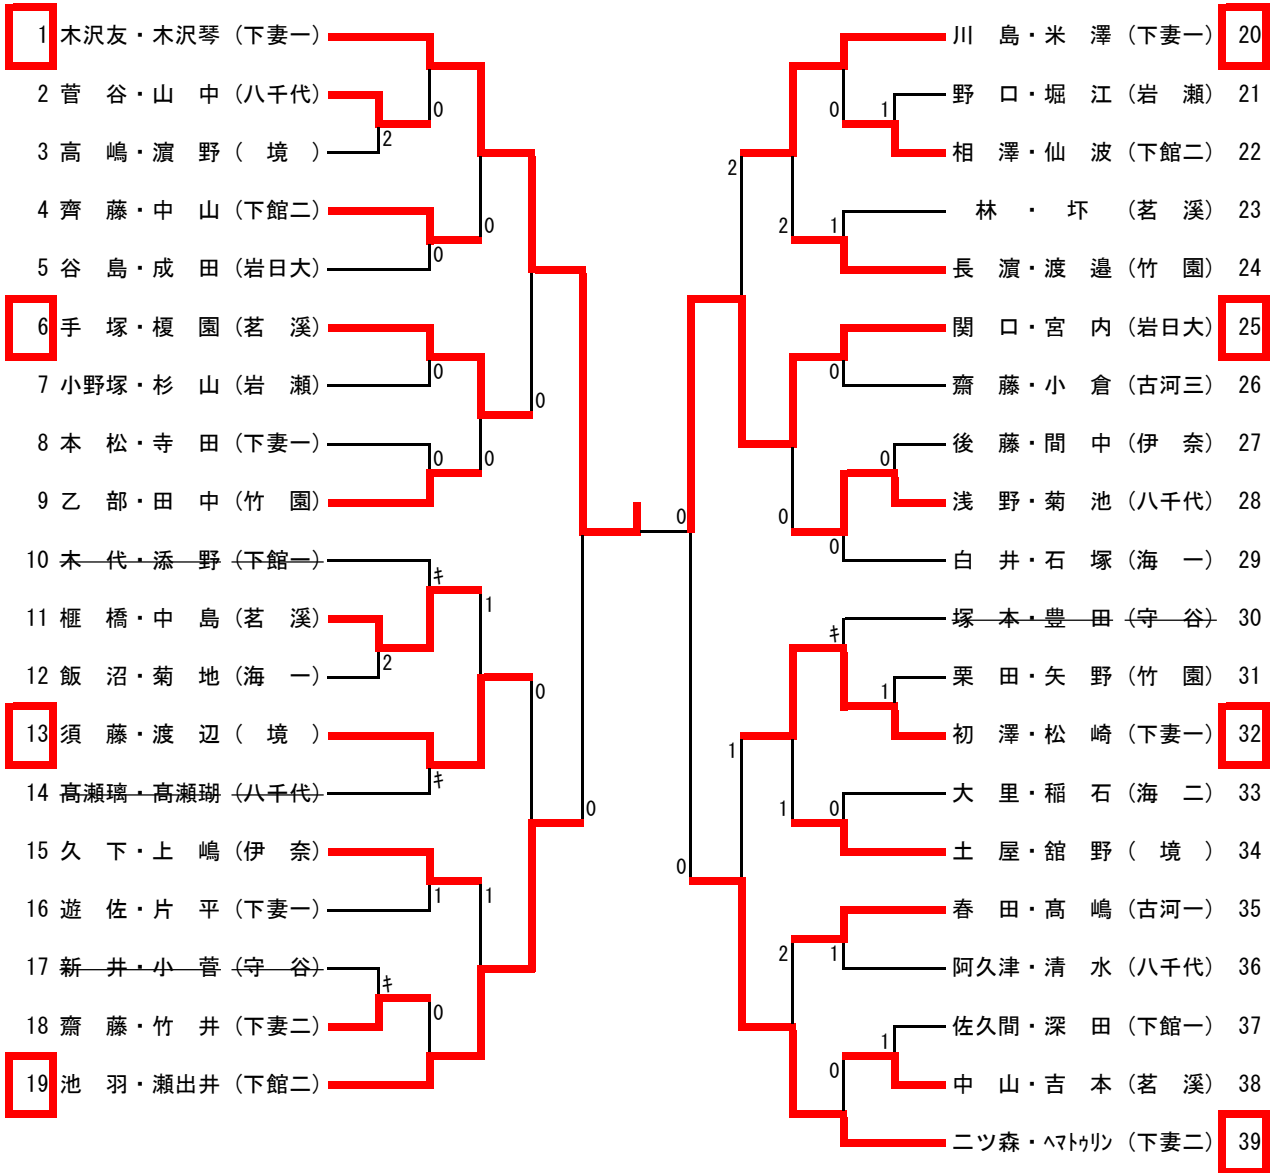 1 木沢友・木沢琴 (下妻一)
2 菅 谷・山 中 (八千代)
3 高 嶋・濵 野 ( 境 )
4 齊 藤・中 山 (下館二)
5 谷 島・成 田 (岩日大)
6 手 塚・榎 園 (茗 溪)
7 小野塚・杉 山 (岩 瀬)
8 本 松・寺 田 (下妻一)
9 乙 部・田 中 (竹 園)
10 木 代・添 野 (下館一)
11 榧 橋・中 島 (茗 溪)
12 飯 沼・菊 地 (海 一)
13 須 藤・渡 辺 ( 境 )
14 髙瀬璃・髙瀬瑚 (八千代)
15 久 下・上 嶋 (伊 奈)
16 遊 佐・片 平 (下妻一)
17 新 井・小 菅 (守 谷)
18 齋 藤・竹 井 (下妻二)
19 池 羽・瀬出井 (下館二)
0
2
0
0
0
0
0
0
0
キ
1
2
0
キ
0
1
1
キ
0
川 島・米 澤 (下妻一) 20
野 口・堀 江 (岩 瀬) 21
相 澤・仙 波 (下館二) 22
林 ・ 坏 (茗 溪) 23
長 濵・渡 邉 (竹 園) 24
関 口・宮 内 (岩日大) 25
齋 藤・小 倉 (古河三) 26
後 藤・間 中 (伊 奈) 27
浅 野・菊 池 (八千代) 28
白 井・石 塚 (海 一) 29
塚 本・豊 田 (守 谷) 30
栗 田・矢 野 (竹 園) 31
初 澤・松 崎 (下妻一) 32
大 里・稲 石 (海 二) 33
土 屋・舘 野 ( 境 ) 34
春 田・髙 嶋 (古河一) 35
阿久津・清 水 (八千代) 36
佐久間・深 田 (下館一) 37
中 山・吉 本 (茗 溪) 38
二ツ森・ヘマトゥリン (下妻二) 39
0
1
2
2
1
0
0
0
0
0
キ
1
1
1
0
0
2
1
1
0